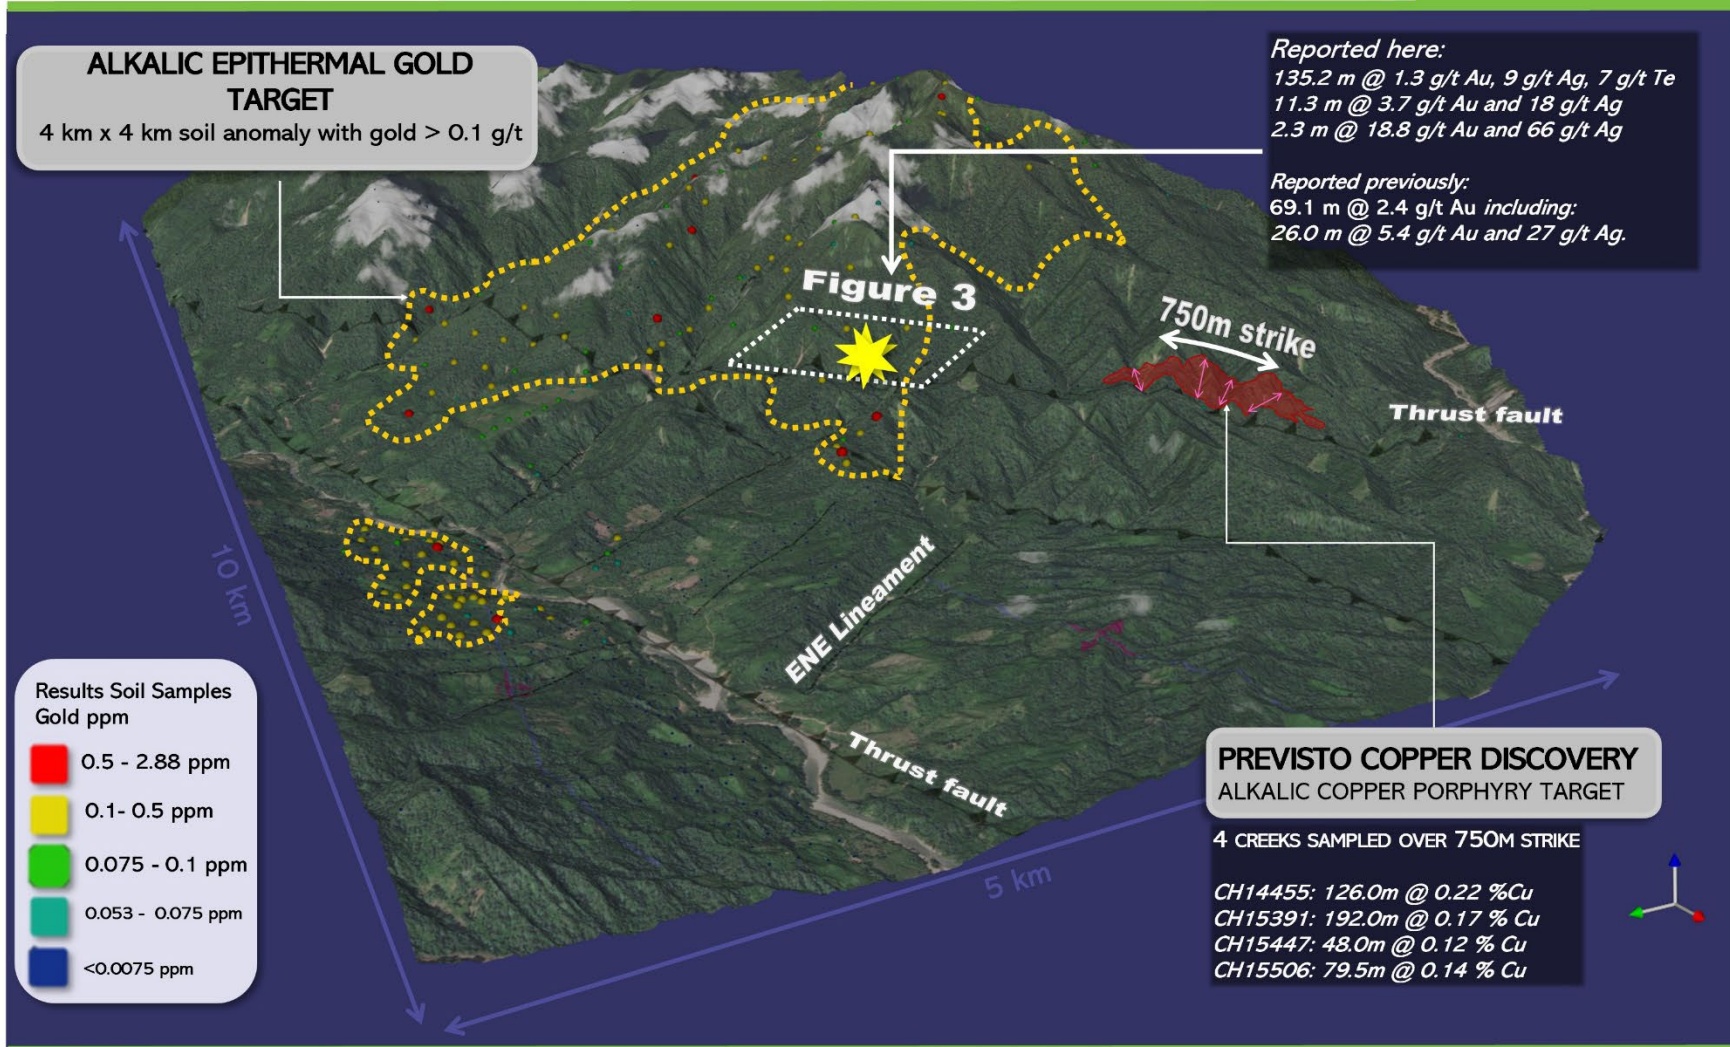 ALKALIC EPITHERMAL GOLD
TARGET
4 km x 4 km soil anomaly with gold > 0.1 g/t
Reported here:
135.2 m @ 1.3 g/t Au, 9 g/t Ag, 7 g/t Te
11.3 m @ 3.7 g/t Au and 18 g/t Ag
2.3 m @ 18.8 g/t Au and 66 g/t Ag
Reported previously:
69.1 m @ 2.4 g/t Au including:
26.0 m @ 5.4 g/t Au and 27 g/t Ag.
Figure 3
750m strike
Thrust fault
10 km
ENE Lineament
Thrust fault
5 km
Results Soil Samples
Gold ppm
0.5 - 2.88 ppm
0.1- 0.5 ppm
0.075 - 0.1 ppm
0.053 - 0.075 ppm
<0.0075 ppm
PREVISTO COPPER DISCOVERY
ALKALIC COPPER PORPHYRY TARGET
4 CREEKS SAMPLED OVER 750M STRIKE
CH14455: 126.0m @ 0.22 %Cu
CH15391: 192.0m @ 0.17 % Cu
CH15447: 48.0m @ 0.12 % Cu
CH15506: 79.5m @ 0.14 % Cu